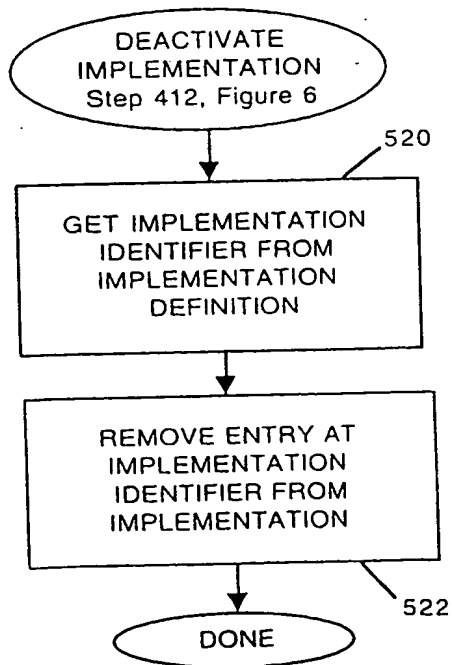 DEACTIVATE
IMPLEMENTATION
Step 412, Figure 6
520
GET IMPLEMENTATION
IDENTIFIER FROM
IMPLEMENTATION
DEFINITION
REMOVE ENTRY AT
IMPLEMENTATION
IDENTIFIER FROM
IMPLEMENTATION
522
DONE